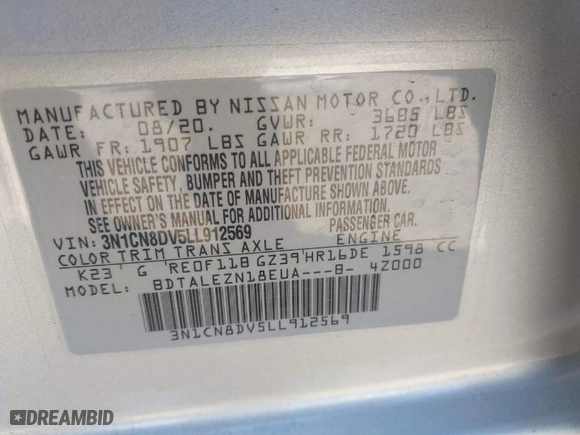 MANUFACTURED BY NISSAN MOTOR CO.,LTD.
DATE: 08/20. GVWR: 3685 LBS
GAWR FR: 1907 LBS GAWR RR: 1720 LBS
THIS VEHICLE CONFORMS TO ALL APPLICABLE FEDERAL MOTOR
VEHICLE SAFETY, BUMPER AND THEFT PREVENTION STANDARDS
IN EFFECT ON THE DATE OF MANUFACTURE SHOWN ABOVE.
SEE OWNER'S MANUAL FOR MORE INFORMATION
VIN: 3N1CN8DV5LL912569 PASSENGER CAR.
COLOR TRIM TRANS AXLE ENGINE
K23 G RE0F11B GZ39 HR16DE 1598 CC
MODEL: BDTALEZN18EUA---B- 4Z000
3N1CN8DV5LL912569
DREAMBID